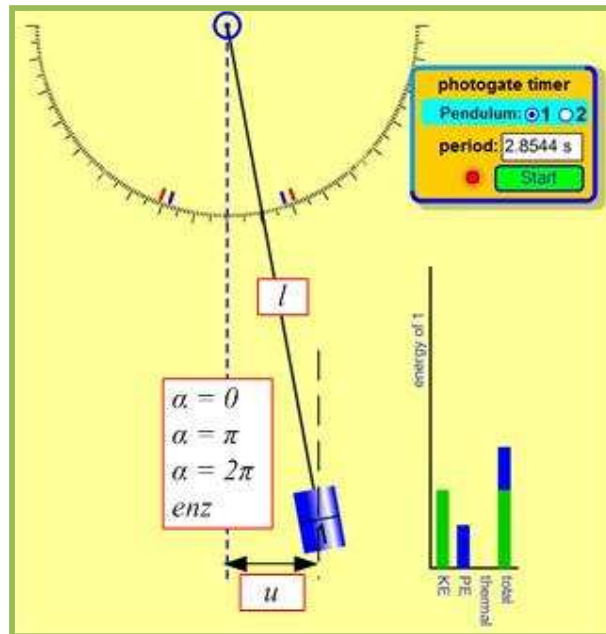 photogate timer
Pendulum: 1 2
period: 2.8544 s
Start
l
energy of 1
α = 0
α = π
α = 2π
enz
1
u
KE
PE
thermal
total